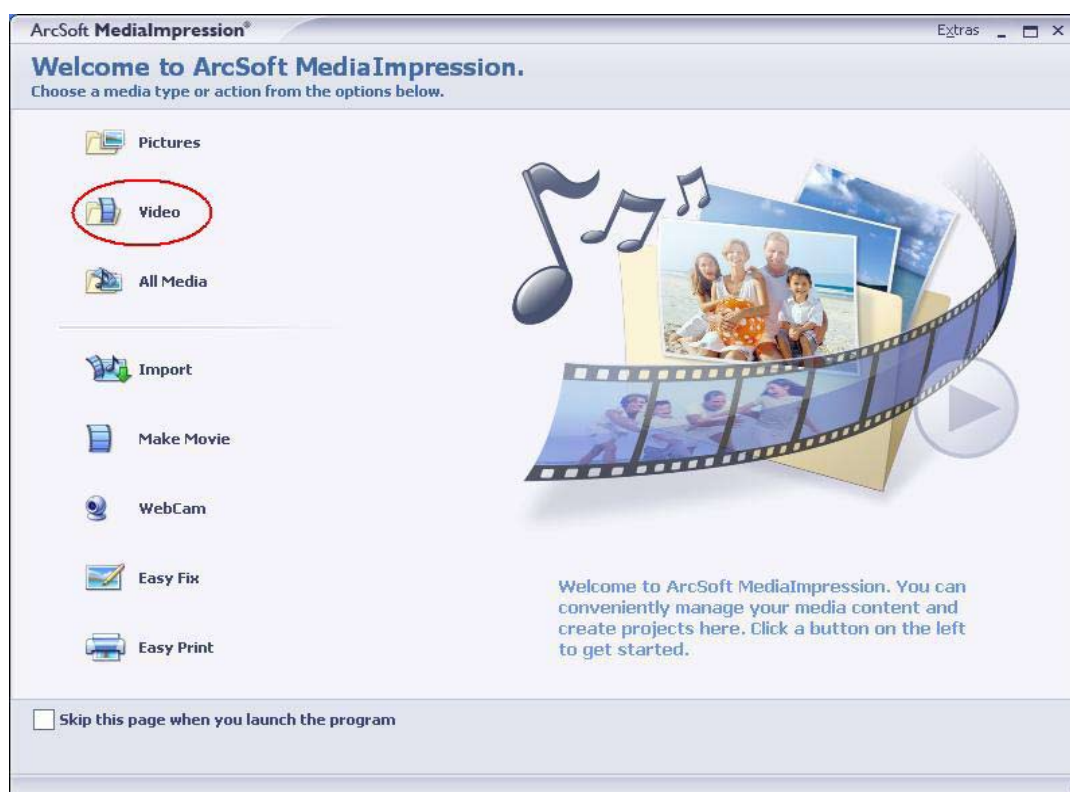 ArcSoft MediaImpression®
Extras
Welcome to ArcSoft MediaImpression.
Choose a media type or action from the options below.
Pictures
Video
All Media
Import
Make Movie
WebCam
Easy Fix
Easy Print
Welcome to ArcSoft MediaImpression. You can
conveniently manage your media content and
create projects here. Click a button on the left
to get started.
Skip this page when you launch the program